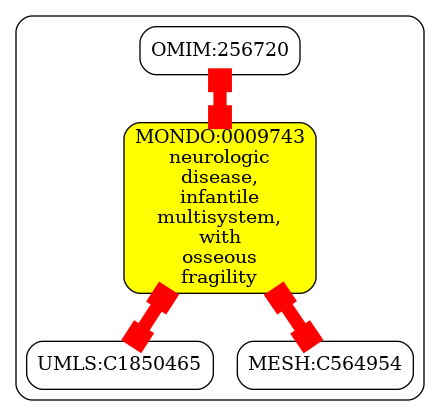 OMIM:256720
MONDO:0009743
neurologic
disease,
infantile
multisystem,
with
osseous
fragility
UMLS:C1850465
MESH:C564954